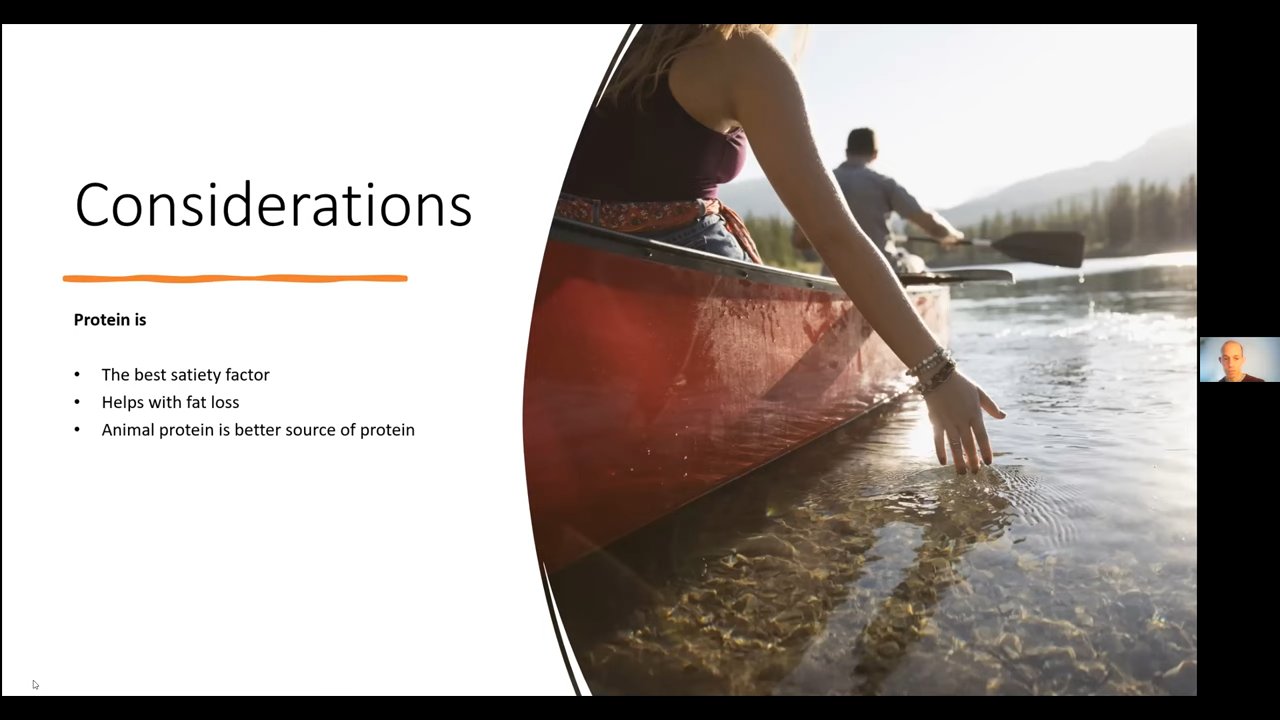 Considerations
Protein is
• The best satiety factor
• Helps with fat loss
• Animal protein is better source of protein